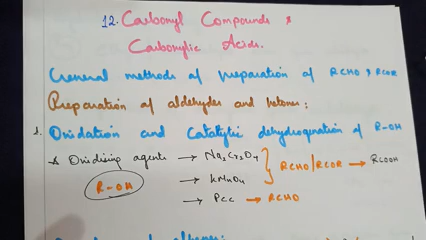 12. Carbonyl Compounds &
Carboxylic Acids.
General methods of Preparation of RCHO & RCOR
Preparation of aldehydes and ketones:
1. Oxidation and Catalytic dehydrogenation of R-OH
* Oxidising agents → Na₂Cr₂O₇
R-OH → KMnO₄ } RCHO/RCOR → RCOOH
→ PCC → RCHO